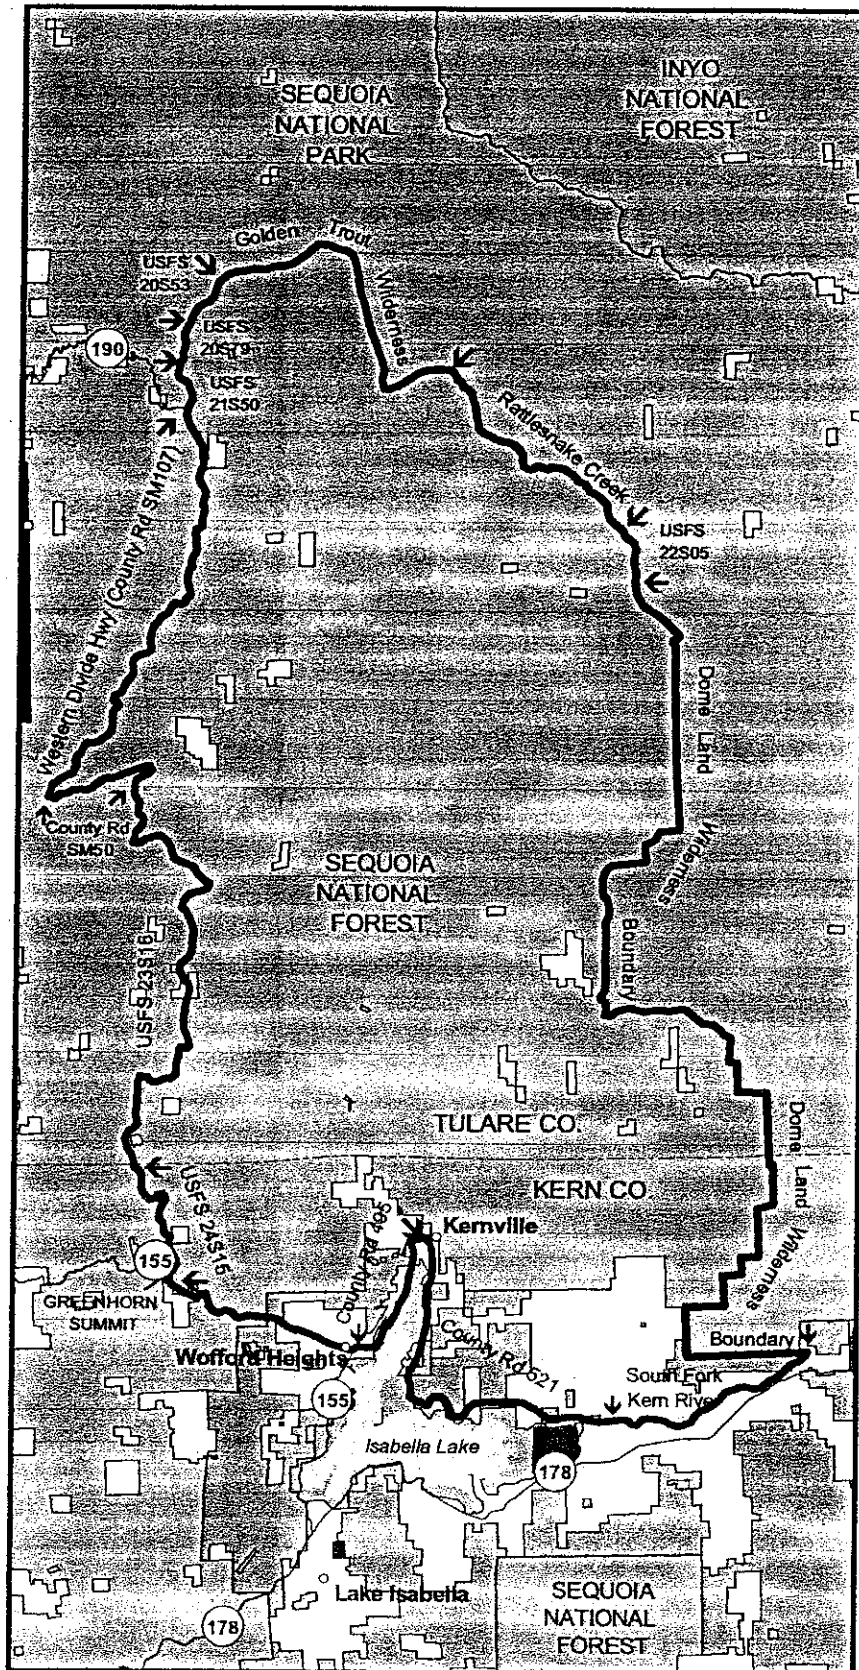 INYO
NATIONAL
FOREST
SEQUOIA
NATIONAL
PARK
Golden Trout Wilderness
USFS
20S53
USFS
20S79
190
USFS
21S50
Western Divide Hwy (County Rd SM107)
Rattlesnake Creek
USFS
22S05
Dome Land Wilderness Boundary
County Rd
SM50
SEQUOIA
NATIONAL
FOREST
USFS 23S16
TULARE CO.
KERN CO
Dome Land Wilderness
Boundary
USFS 24S15
155
GREENHORN
SUMMIT
County Rd 495
Kernville
Wofford Heights
County Rd 521
South Fork
Kern River
155
Isabella Lake
178
Lake Isabella
SEQUOIA
NATIONAL
FOREST
178